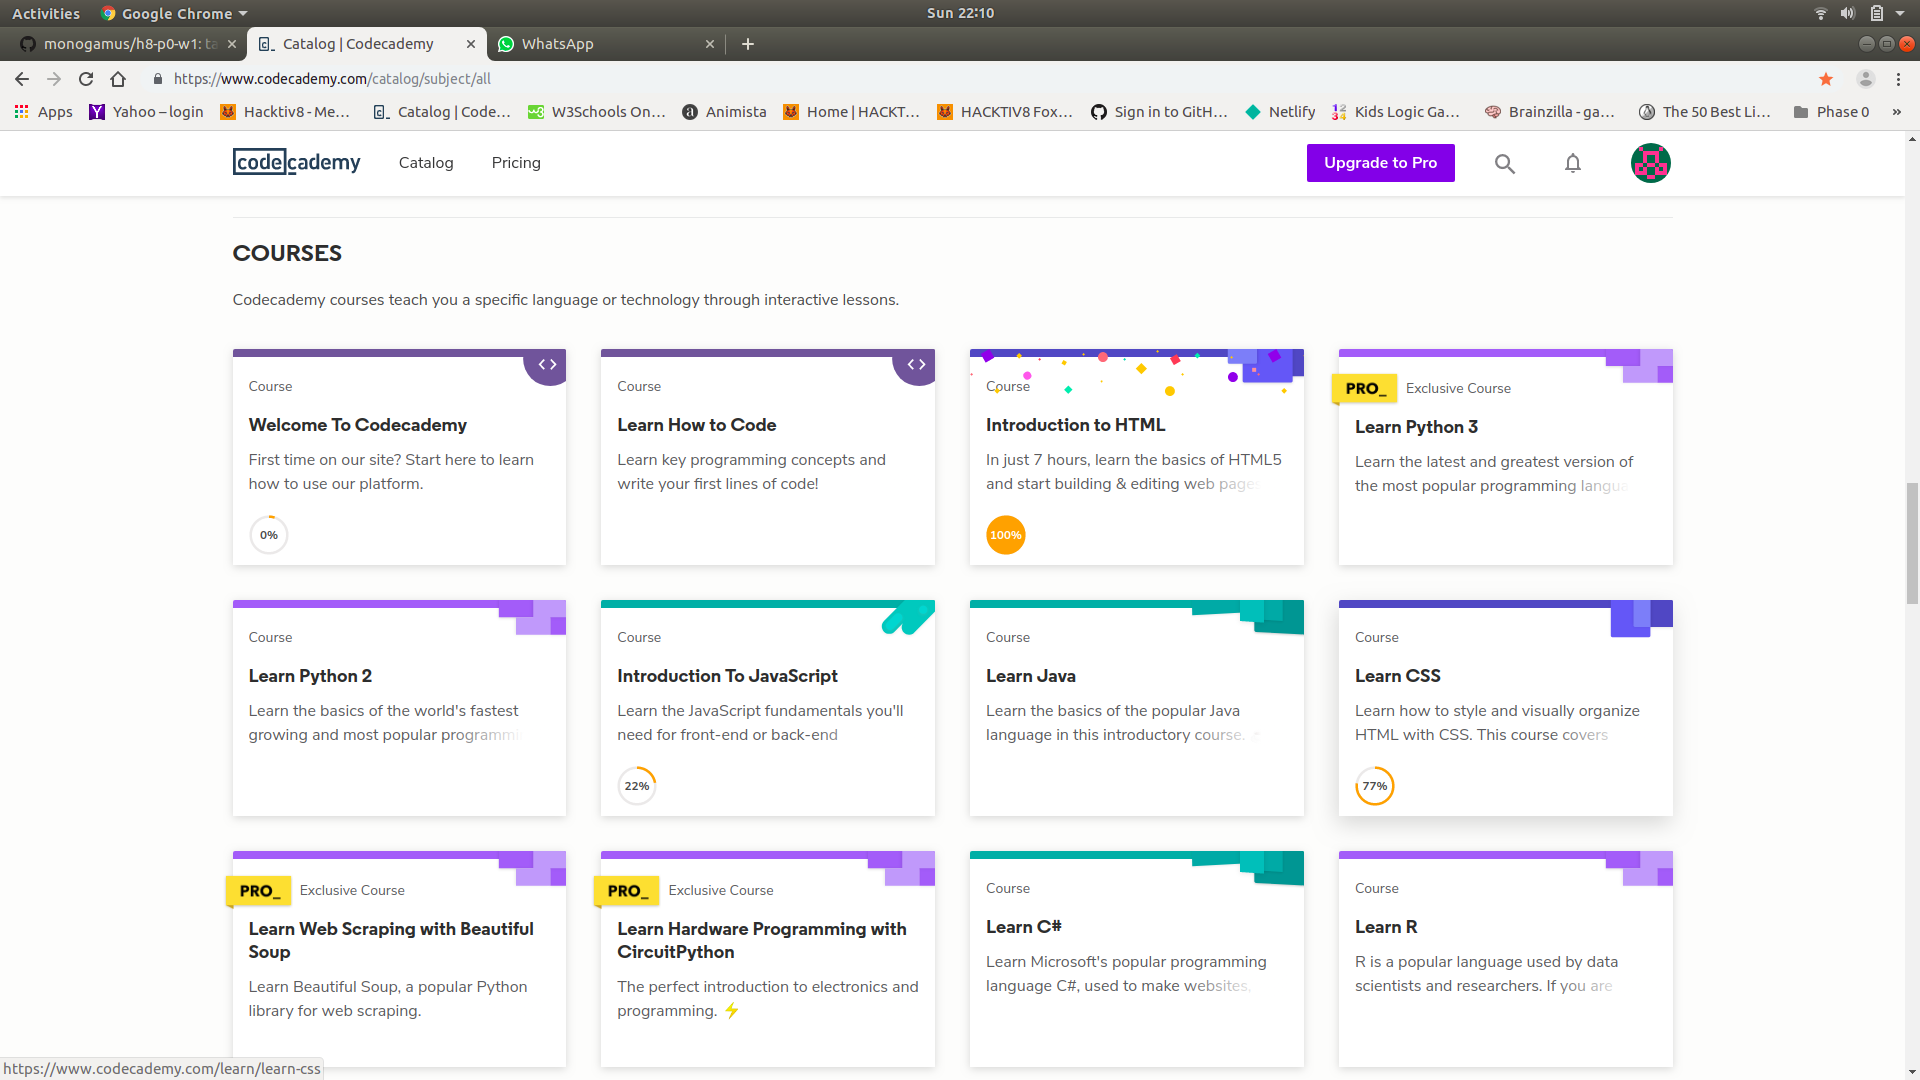 Activities Google Chrome Sun 22:10
monogamus/h8-p0-w1: ta Catalog | Codecademy WhatsApp
https://www.codecademy.com/catalog/subject/all
Apps Yahoo – login Hacktiv8 - Me... Catalog | Code... W3Schools On... Animista Home | HACKT... HACKTIV8 Fox... Sign in to GitH... Netlify Kids Logic Ga... Brainzilla - ga... The 50 Best Li... Phase 0 »
codecademy Catalog Pricing Upgrade to Pro
COURSES
Codecademy courses teach you a specific language or technology through interactive lessons.
Course
Welcome To Codecademy
First time on our site? Start here to learn
how to use our platform.
0%
Course
Learn How to Code
Learn key programming concepts and
write your first lines of code!
Course
Introduction to HTML
In just 7 hours, learn the basics of HTML5
and start building & editing web pages
100%
PRO_ Exclusive Course
Learn Python 3
Learn the latest and greatest version of
the most popular programming langua
Course
Learn Python 2
Learn the basics of the world's fastest
growing and most popular programmi
Course
Introduction To JavaScript
Learn the JavaScript fundamentals you'll
need for front-end or back-end
22%
Course
Learn Java
Learn the basics of the popular Java
language in this introductory course.
Course
Learn CSS
Learn how to style and visually organize
HTML with CSS. This course covers
77%
PRO_ Exclusive Course
Learn Web Scraping with Beautiful
Soup
Learn Beautiful Soup, a popular Python
library for web scraping.
PRO_ Exclusive Course
Learn Hardware Programming with
CircuitPython
The perfect introduction to electronics and
programming. ⚡
Course
Learn C#
Learn Microsoft's popular programming
language C#, used to make websites,
Course
Learn R
R is a popular language used by data
scientists and researchers. If you are
https://www.codecademy.com/learn/learn-css